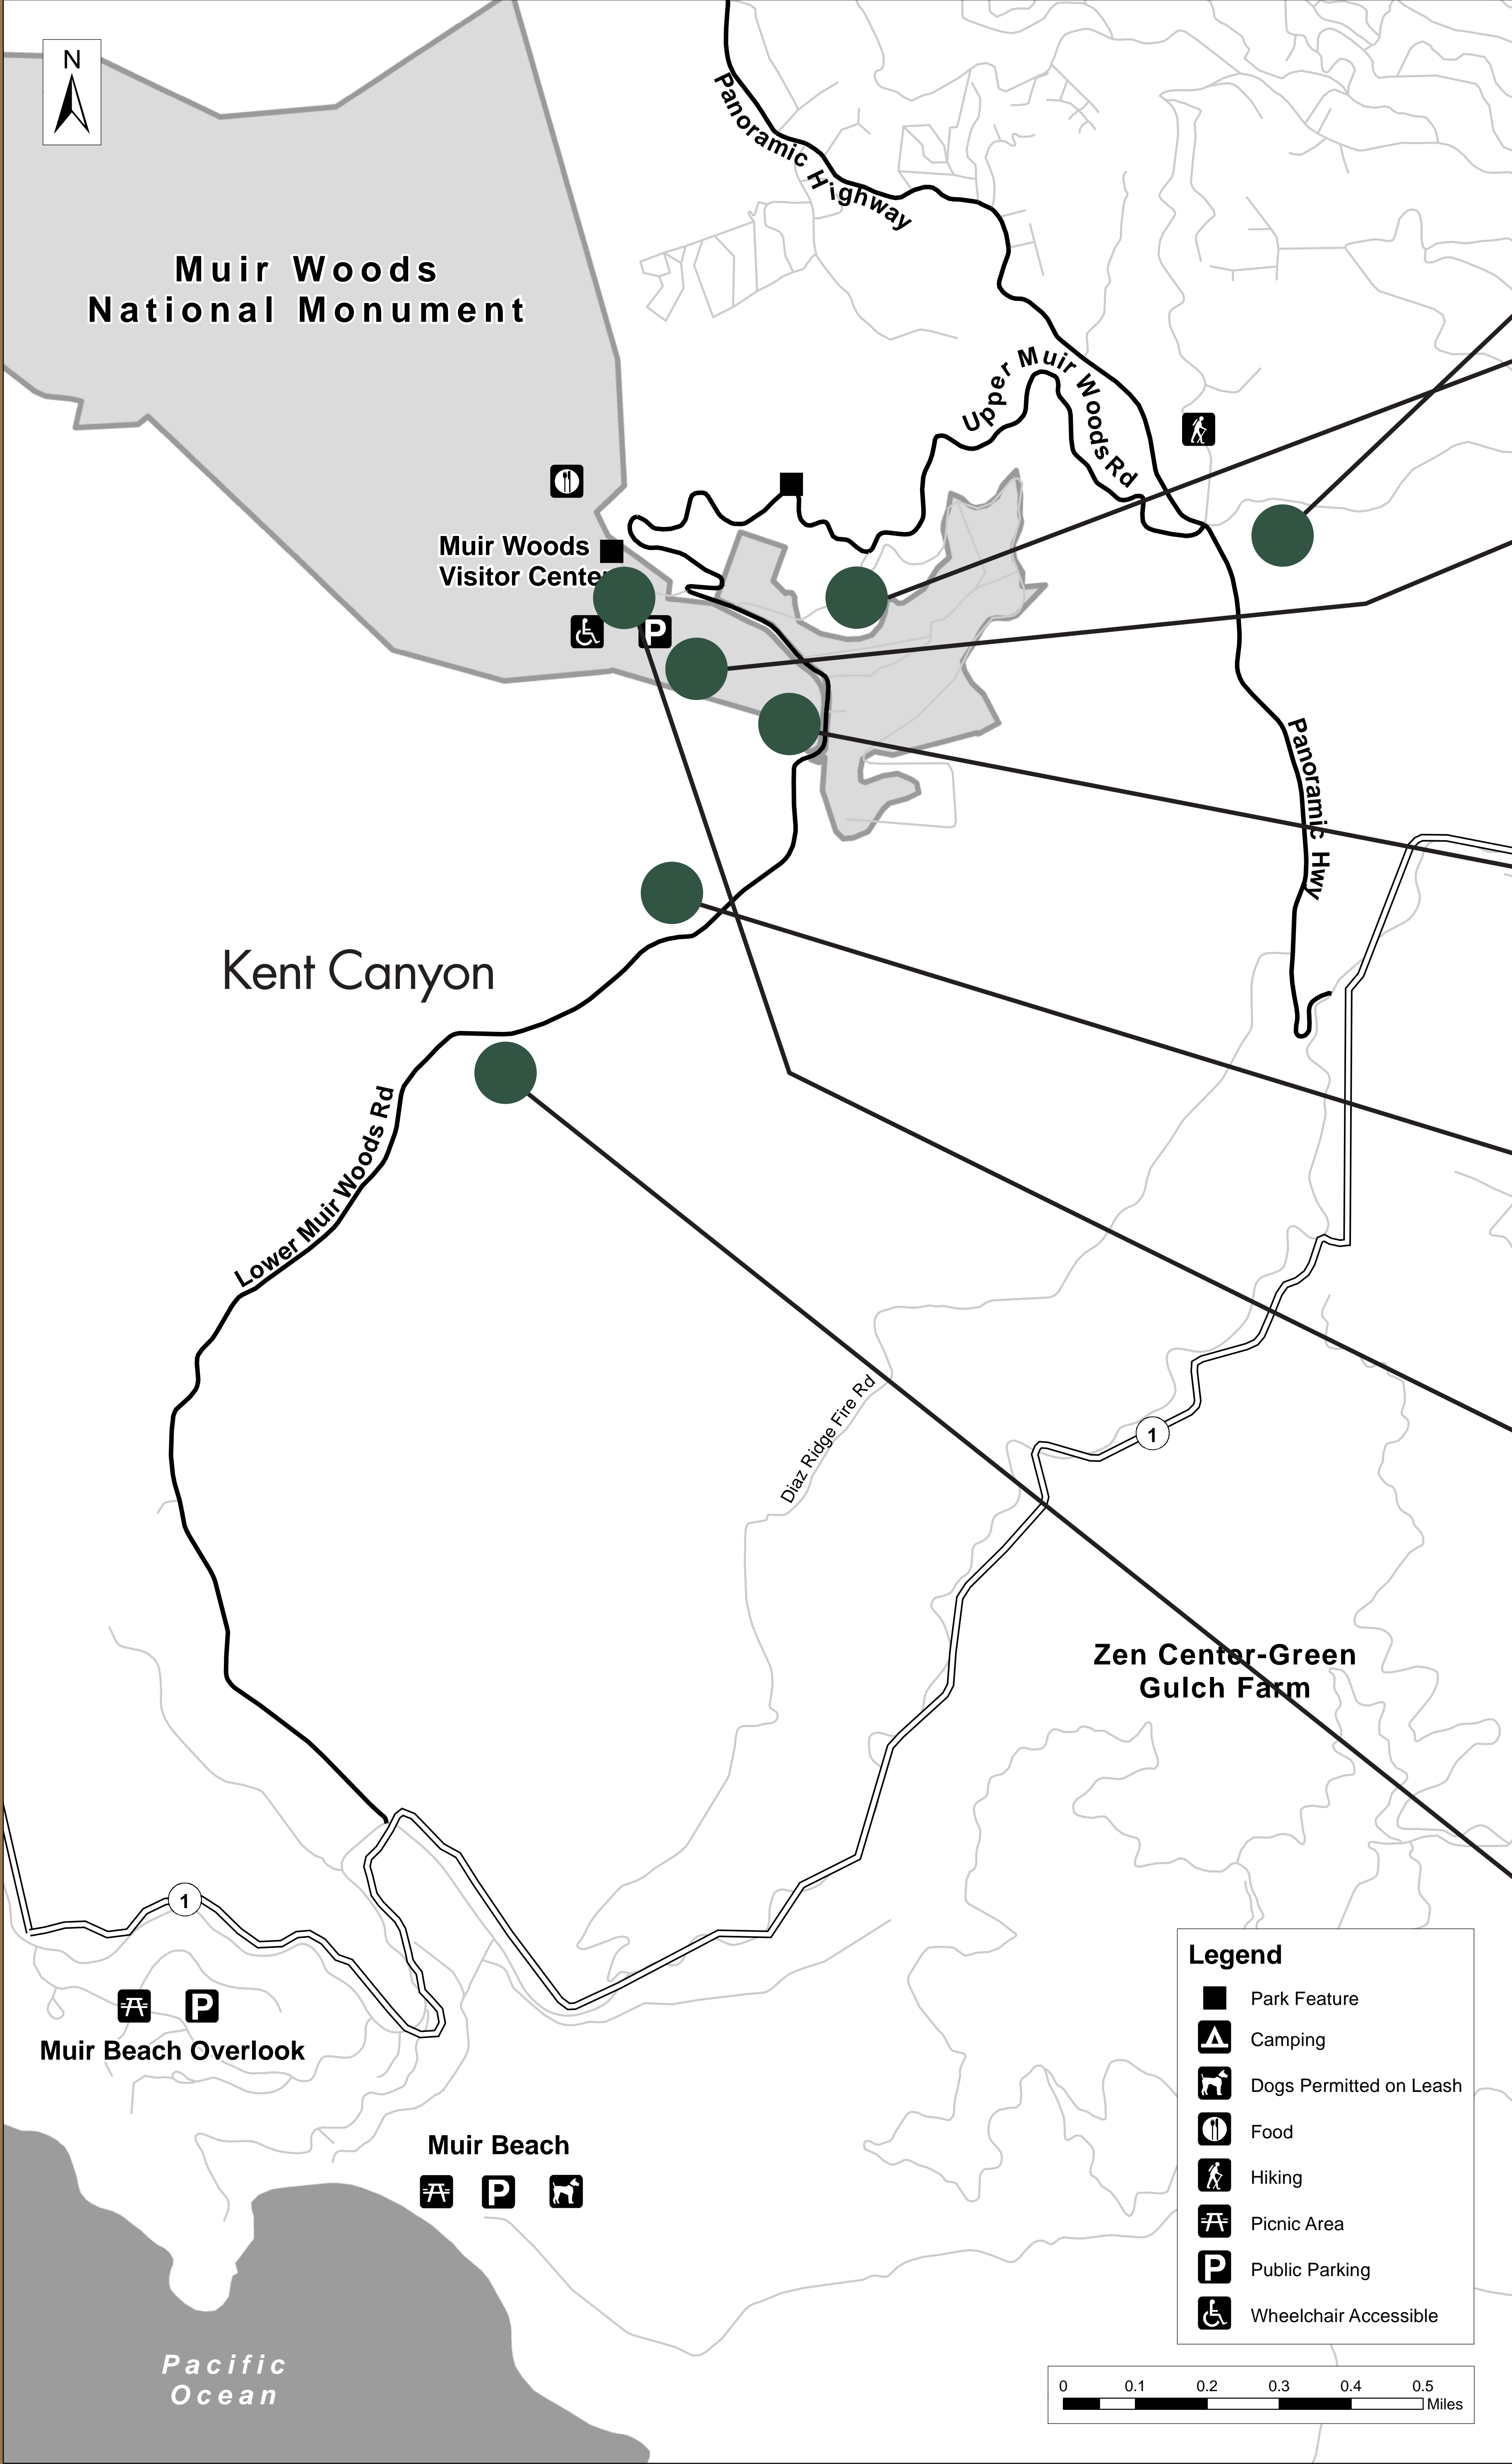 N
Panoramic Highway
Muir Woods
National Monument
Upper Muir Woods Rd
Muir Woods
Visitor Center
P
Panoramic Hwy
Kent Canyon
Lower Muir Woods Rd
Diaz Ridge Fire Rd
1
Zen Center-Green
Gulch Farm
1
P
Muir Beach Overlook
Muir Beach
P
Pacific
Ocean
Legend
Park Feature
Camping
Dogs Permitted on Leash
Food
Hiking
Picnic Area
P Public Parking
Wheelchair Accessible
0 0.1 0.2 0.3 0.4 0.5
Miles